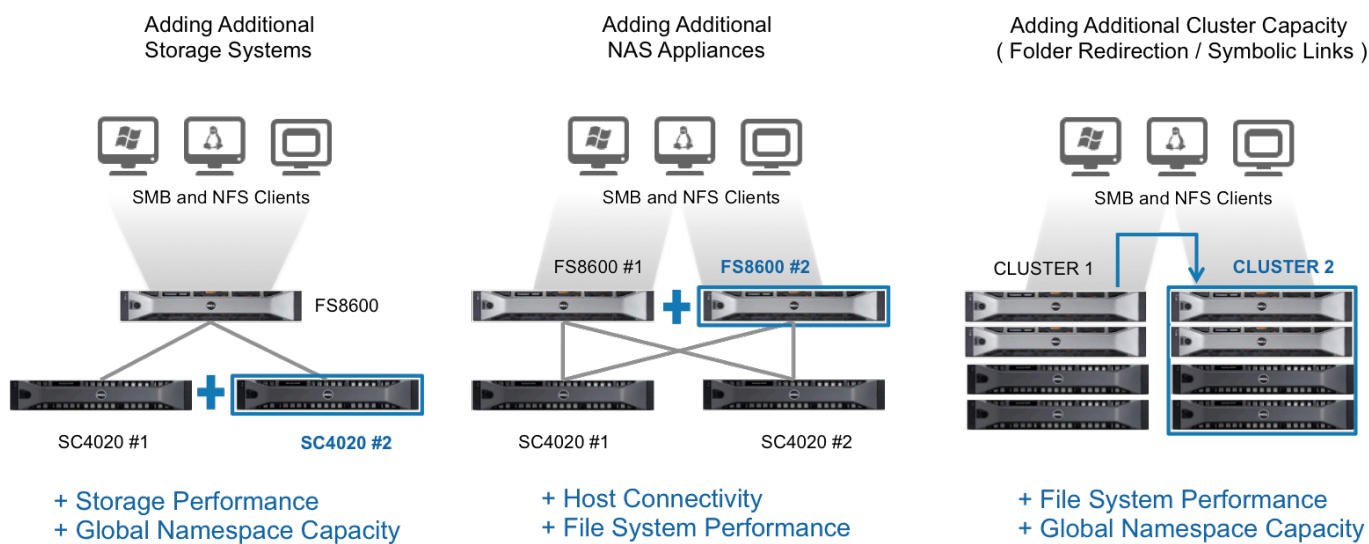 Adding Additional
Storage Systems
SMB and NFS Clients
FS8600
SC4020 #1
SC4020 #2
+ Storage Performance
+ Global Namespace Capacity
Adding Additional
NAS Appliances
SMB and NFS Clients
FS8600 #1
FS8600 #2
SC4020 #1
SC4020 #2
+ Host Connectivity
+ File System Performance
Adding Additional Cluster Capacity
( Folder Redirection / Symbolic Links )
SMB and NFS Clients
CLUSTER 1
CLUSTER 2
+ File System Performance
+ Global Namespace Capacity